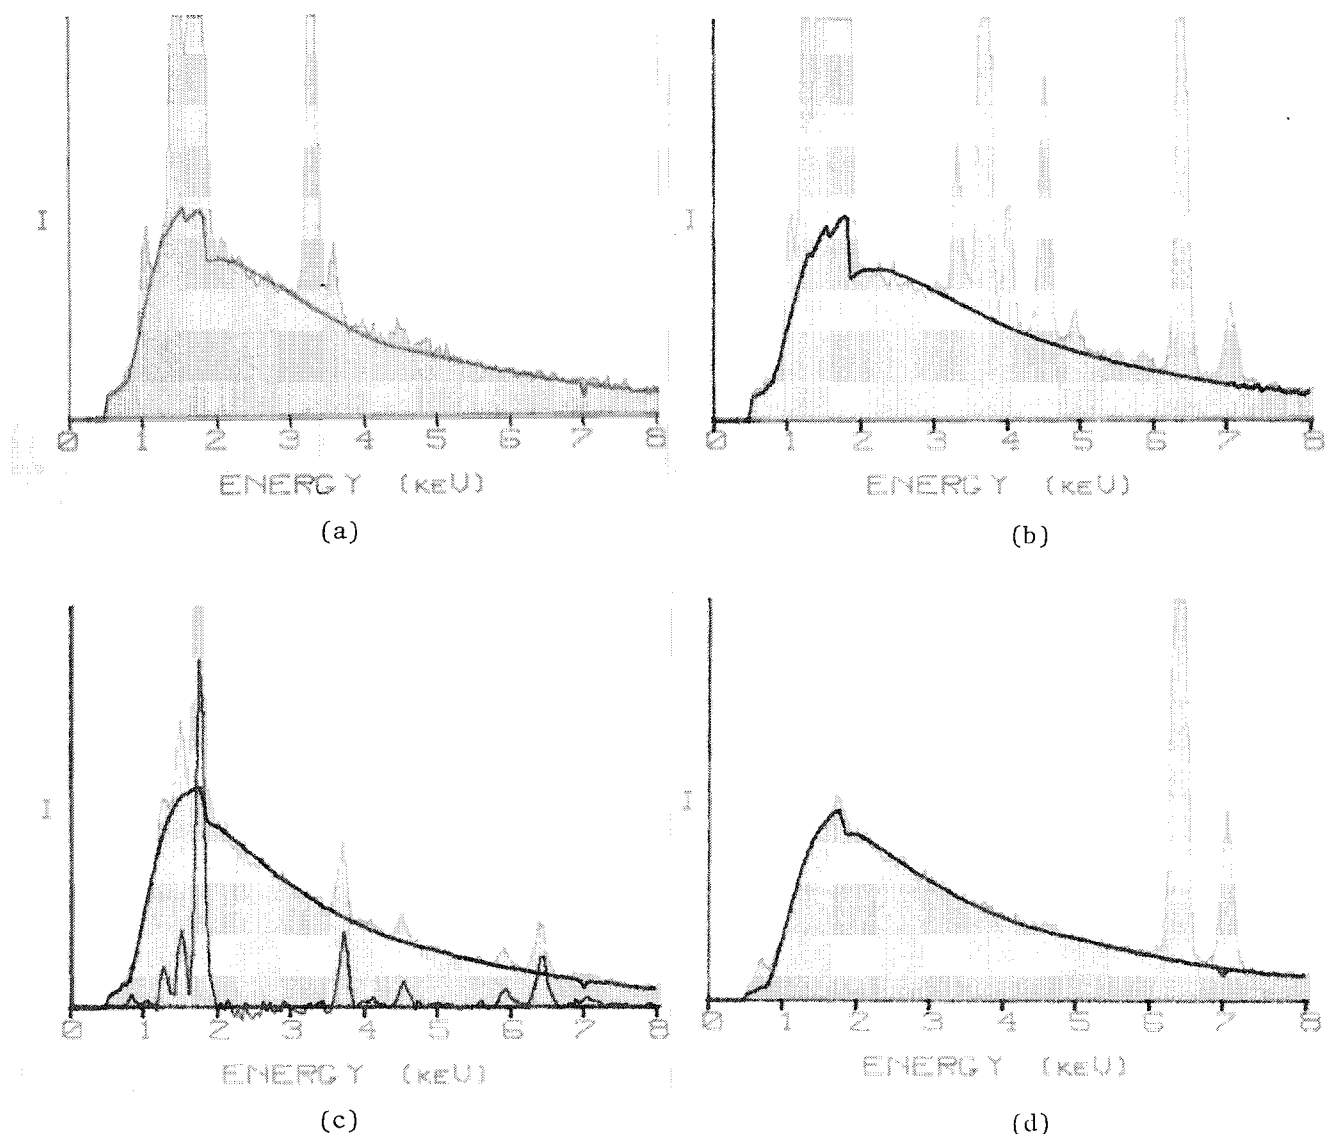 I
0 1 2 3 4 5 6 7 8
ENERGY (KEV)
(a)
I
0 1 2 3 4 5 6 7 8
ENERGY (KEV)
(b)
I
0 1 2 3 4 5 6 7 8
ENERGY (KEV)
(c)
I
0 1 2 3 4 5 6 7 8
ENERGY (KEV)
(d)